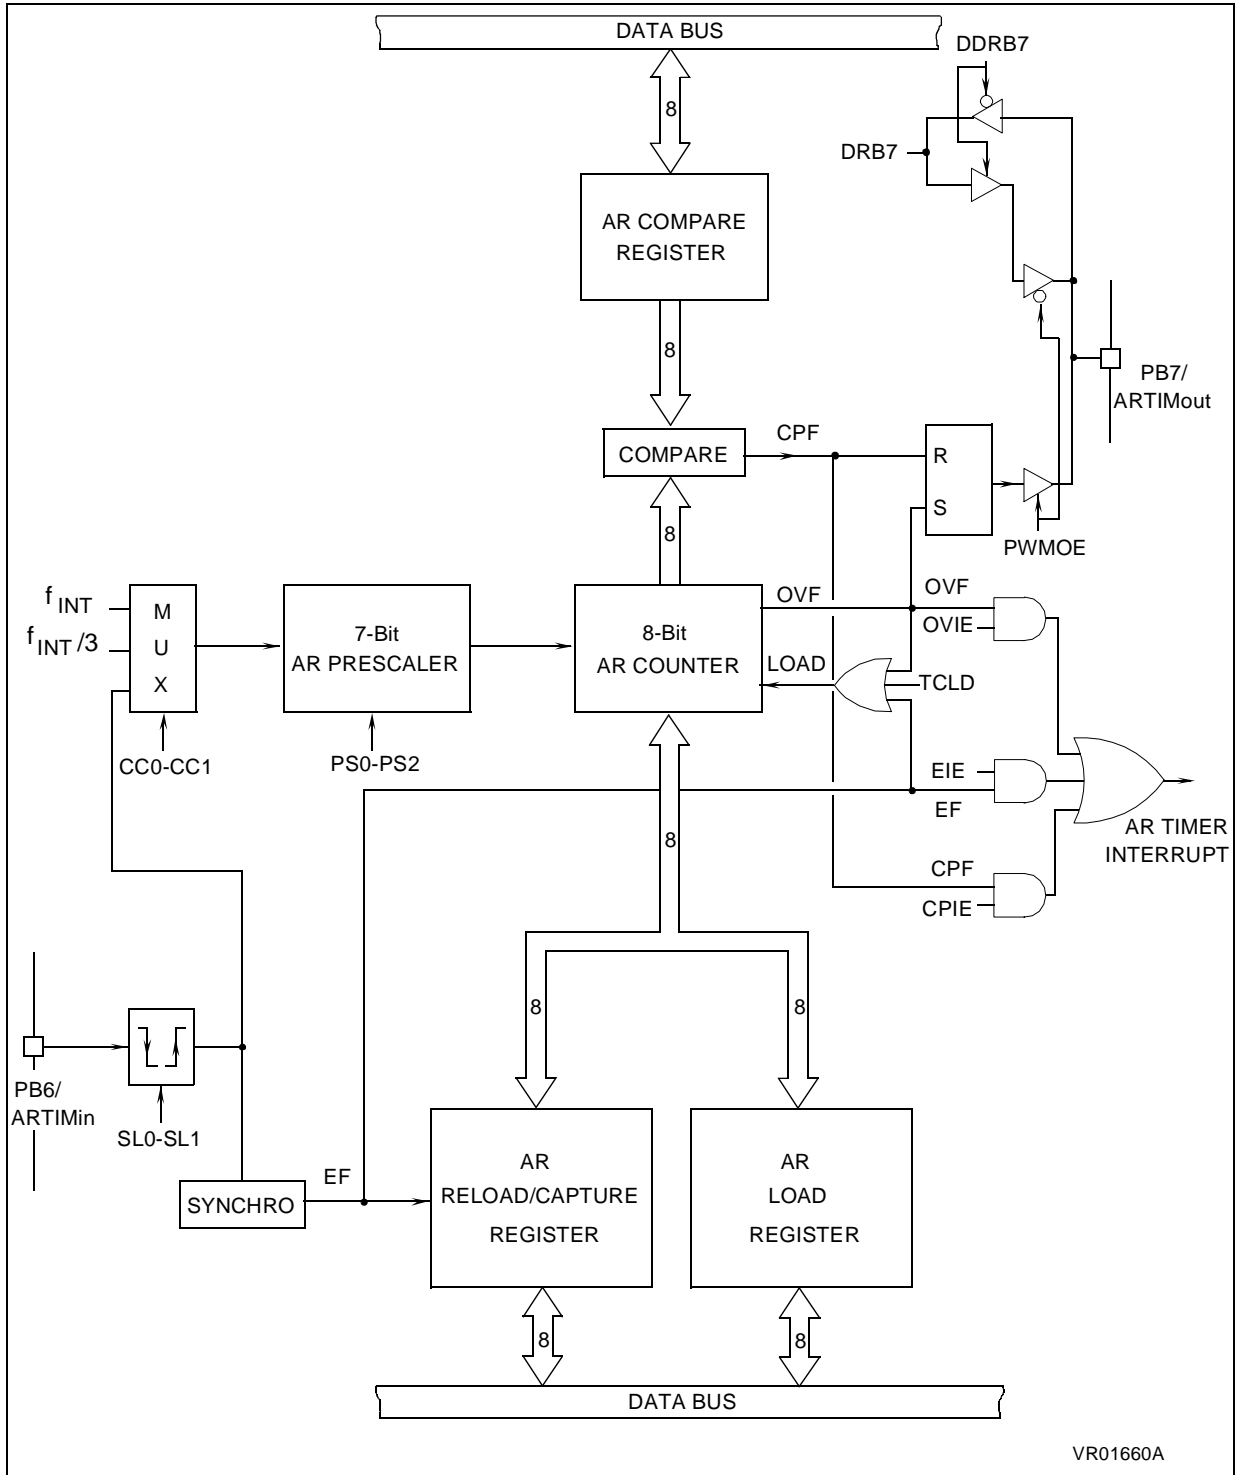 DATA BUS
DDRB7
8
DRB7
AR COMPARE
REGISTER
8
PB7/
ARTIMout
CPF
COMPARE
R
S
8
PWMOE
f INT
f INT /3
M
U
X
7-Bit
AR PRESCALER
8-Bit
AR COUNTER
OVF
OVF
OVIE
LOAD
TCLD
CC0-CC1
PS0-PS2
EIE
EF
AR TIMER
INTERRUPT
8
CPF
CPIE
8
8
PB6/
ARTIMin
SL0-SL1
SYNCHRO
EF
AR
RELOAD/CAPTURE
REGISTER
AR
LOAD
REGISTER
8
8
DATA BUS
VR01660A